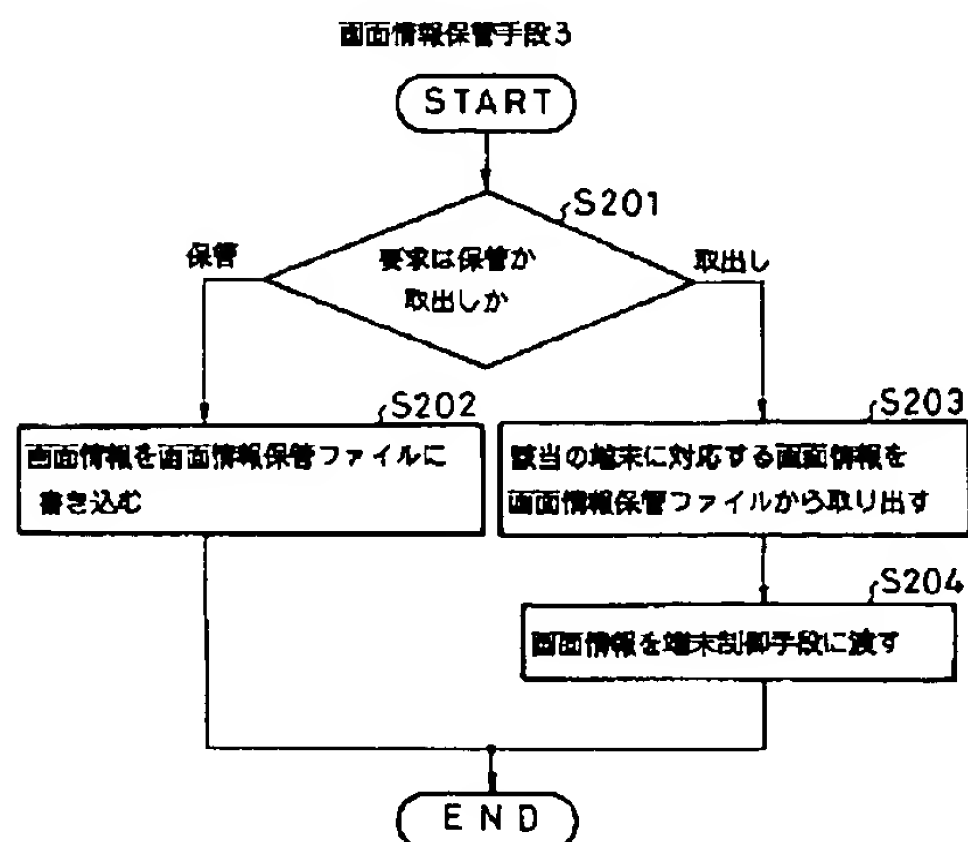 画面情報保管手段3
START
S201
保管
要求は保管か
取出しか
取出し
S202
画面情報を画面情報保管ファイルに
書き込む
S203
該当の端末に対応する画面情報を
画面情報保管ファイルから取り出す
S204
画面情報を端末制御手段に渡す
END